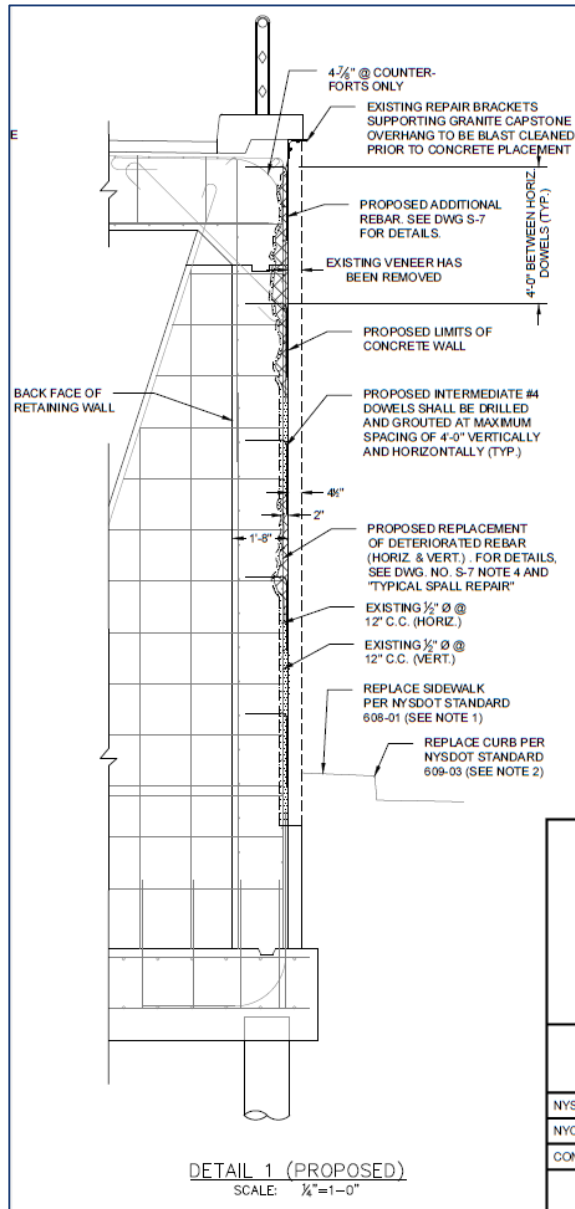 E
4-⅞" @ COUNTER-
FORTS ONLY
EXISTING REPAIR BRACKETS
SUPPORTING GRANITE CAPSTONE
OVERHANG TO BE BLAST CLEANED
PRIOR TO CONCRETE PLACEMENT
PROPOSED ADDITIONAL
REBAR. SEE DWG S-7
FOR DETAILS.
4'-0" BETWEEN HORIZ.
DOWELS (TYP.)
EXISTING VENEER HAS
BEEN REMOVED
PROPOSED LIMITS OF
CONCRETE WALL
BACK FACE OF
RETAINING WALL
PROPOSED INTERMEDIATE #4
DOWELS SHALL BE DRILLED
AND GROUTED AT MAXIMUM
SPACING OF 4'-0" VERTICALLY
AND HORIZONTALLY (TYP.)
4½"
2"
1'-8"
PROPOSED REPLACEMENT
OF DETERIORATED REBAR
(HORIZ. & VERT.) . FOR DETAILS,
SEE DWG. NO. S-7 NOTE 4 AND
"TYPICAL SPALL REPAIR"
EXISTING ½" Ø @
12" C.C. (HORIZ.)
EXISTING ½" Ø @
12" C.C. (VERT.)
REPLACE SIDEWALK
PER NYSDOT STANDARD
608-01 (SEE NOTE 1)
REPLACE CURB PER
NYSDOT STANDARD
609-03 (SEE NOTE 2)
NYS
NYC
CON
DETAIL 1 (PROPOSED)
SCALE: ¼"=1-0"